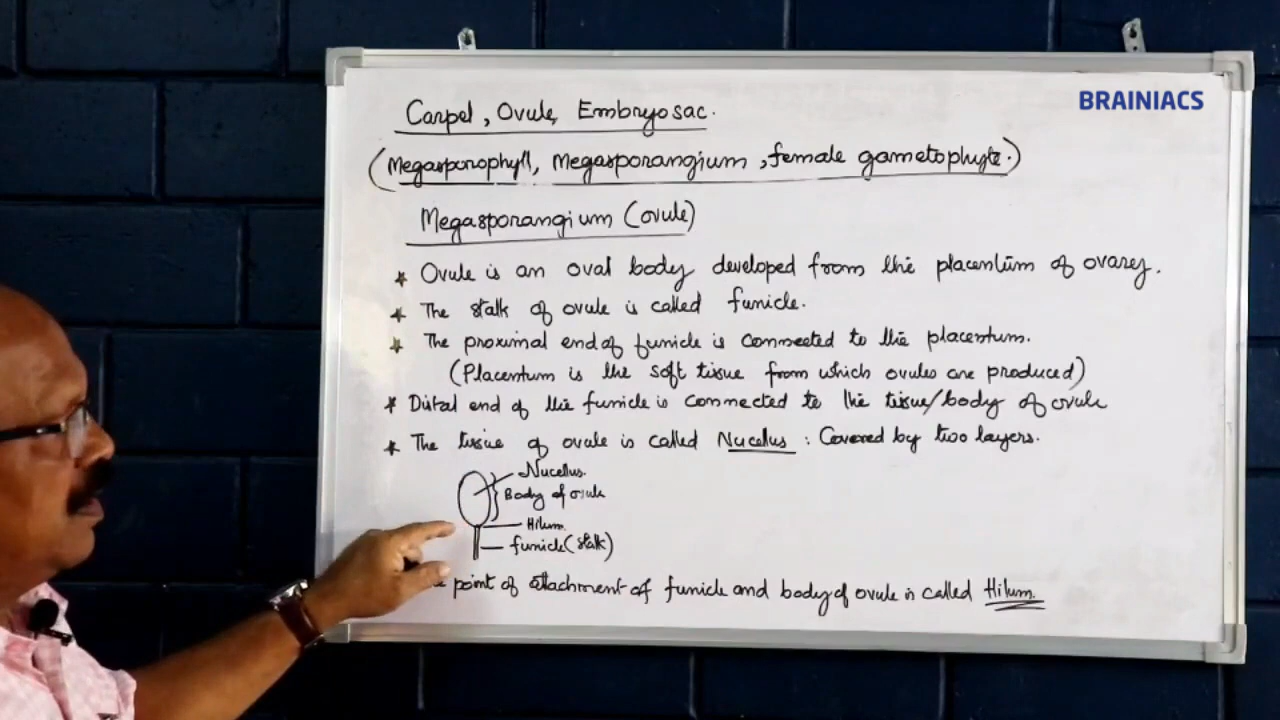 BRAINIACS
Carpel, Ovule, Embryosac.
(Megasporophyll, Megasporangium, female gametophyte.)
Megasporangium (ovule)
* Ovule is an oval body developed from the placentum of ovary.
* The stalk of ovule is called funicle.
* The proximal end of funicle is connected to the placentum.
(Placentum is the soft tissue from which ovules are produced)
* Distal end of the funicle is connected to the tissue/body of ovule
* The tissue of ovule is called Nucelus : Covered by two layers.
Nucellus.
Body of ovule
Hilum.
funicle (stalk)
point of attachment of funicle and body of ovule is called Hilum.